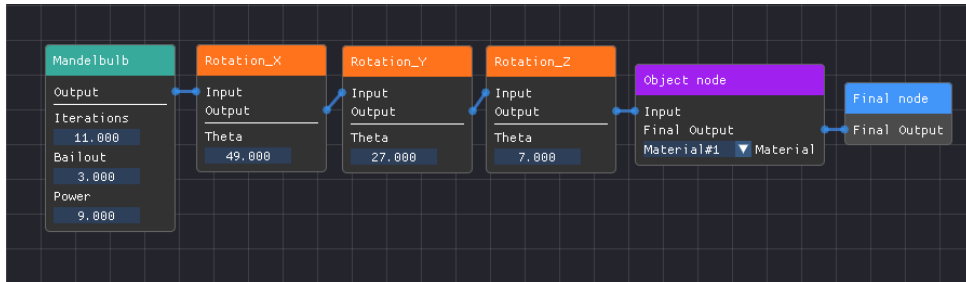 Mandelbulb
Output
Iterations
11.000
Bailout
3.000
Power
9.000
Rotation_X
Input
Output
Theta
49.000
Rotation_Y
Input
Output
Theta
27.000
Rotation_Z
Input
Output
Theta
7.000
Object node
Input
Final Output
Material#1 Material
Final node
Final Output